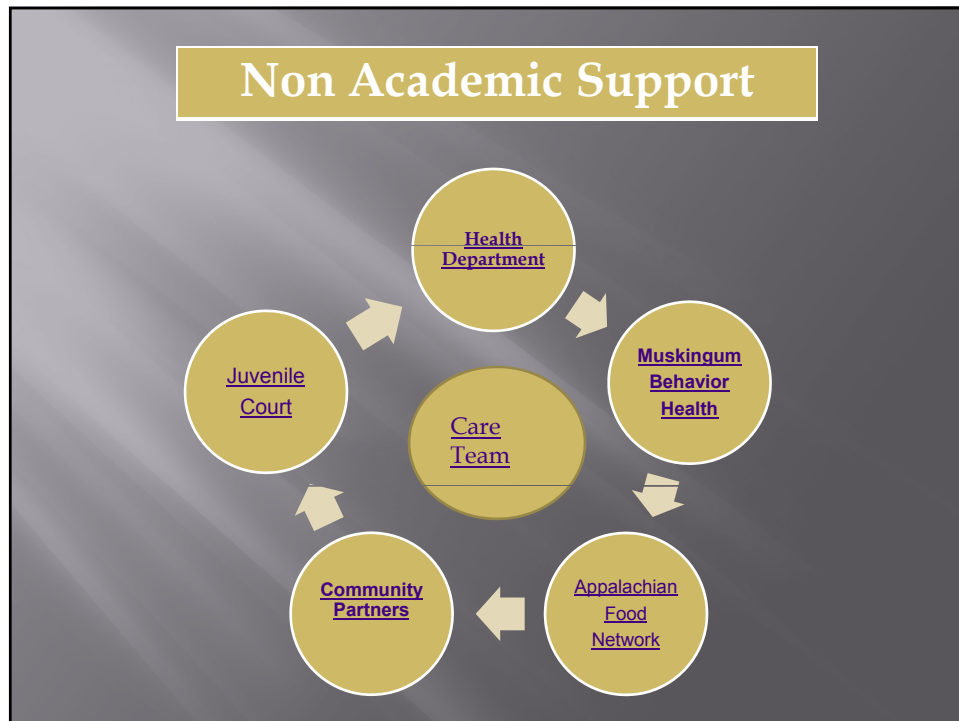 Non Academic Support
Health
Department
Muskingum
Behavior
Health
Juvenile
Court
Care
Team
Appalachian
Food
Network
Community
Partners